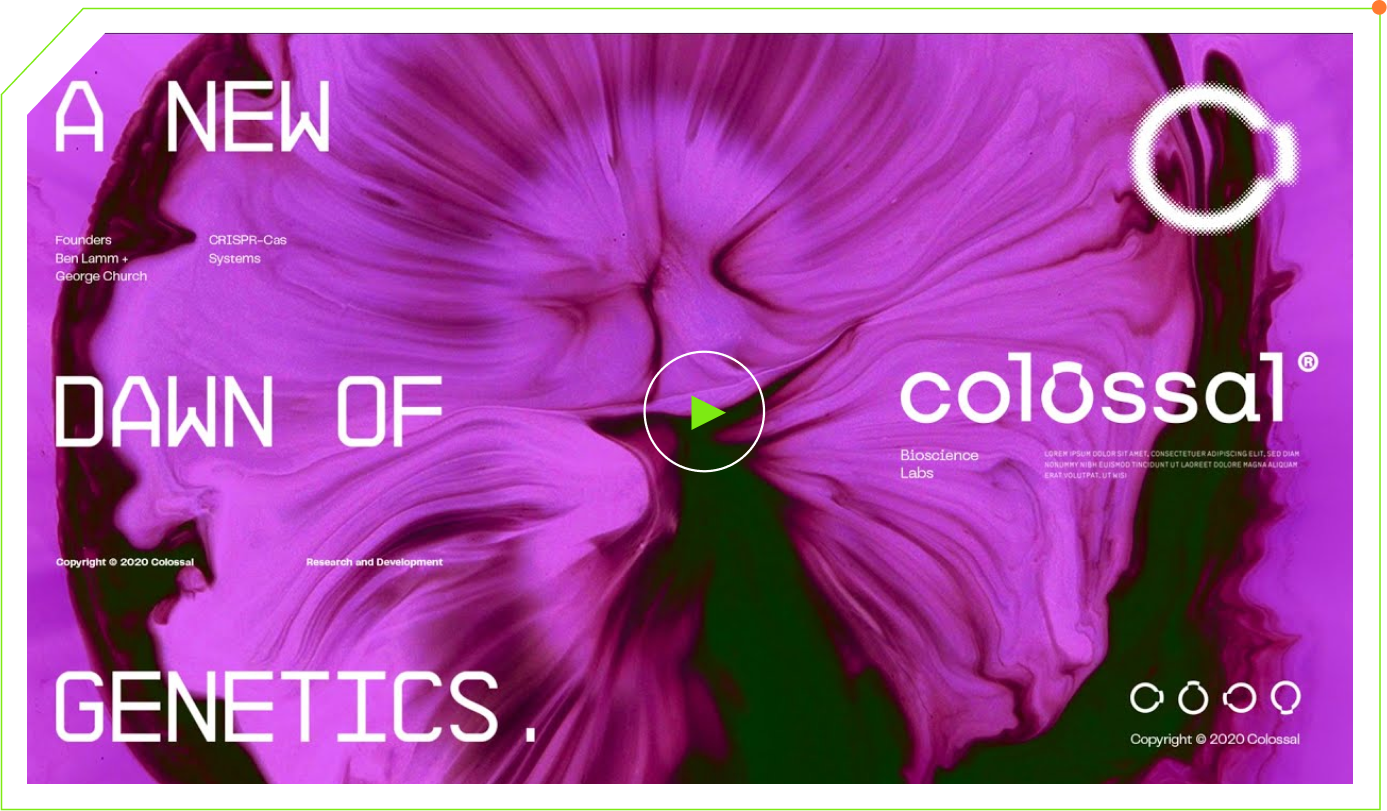 A NEW
Founders
Ben Lamm +
George Church
CRISPR-Cas
Systems
DAWN OF
colossal®
Bioscience
Labs
LOREM IPSUM DOLOR SIT AMET, CONSECTETUER ADIPISCING ELIT, SED DIAM
NONUMMY NIBH EUISMOD TINCIDUNT UT LAOREET DOLORE MAGNA ALIQUAM
ERAT VOLUTPAT. UT WISI
Copyright © 2020 Colossal
Research and Development
GENETICS.
Copyright © 2020 Colossal